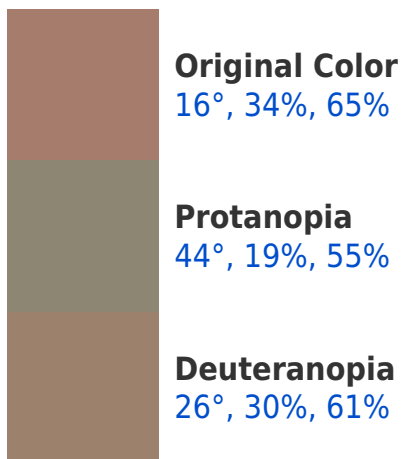 Original Color
16°, 34%, 65%
Protanopia
44°, 19%, 55%
Deuteranopia
26°, 30%, 61%